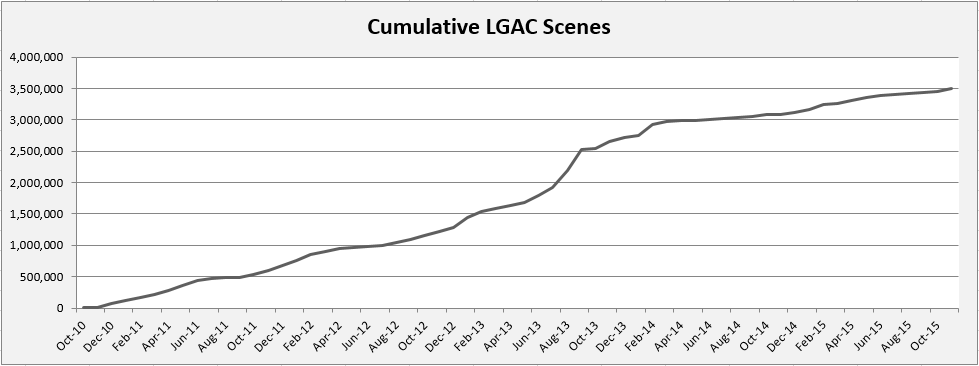 Cumulative LGAC Scenes
4,000,000
3,500,000
3,000,000
2,500,000
2,000,000
1,500,000
1,000,000
500,000
0
Oct-10
Dec-10
Feb-11
Apr-11
Jun-11
Aug-11
Oct-11
Dec-11
Feb-12
Apr-12
Jun-12
Aug-12
Oct-12
Dec-12
Feb-13
Apr-13
Jun-13
Aug-13
Oct-13
Dec-13
Feb-14
Apr-14
Jun-14
Aug-14
Oct-14
Dec-14
Feb-15
Apr-15
Jun-15
Aug-15
Oct-15